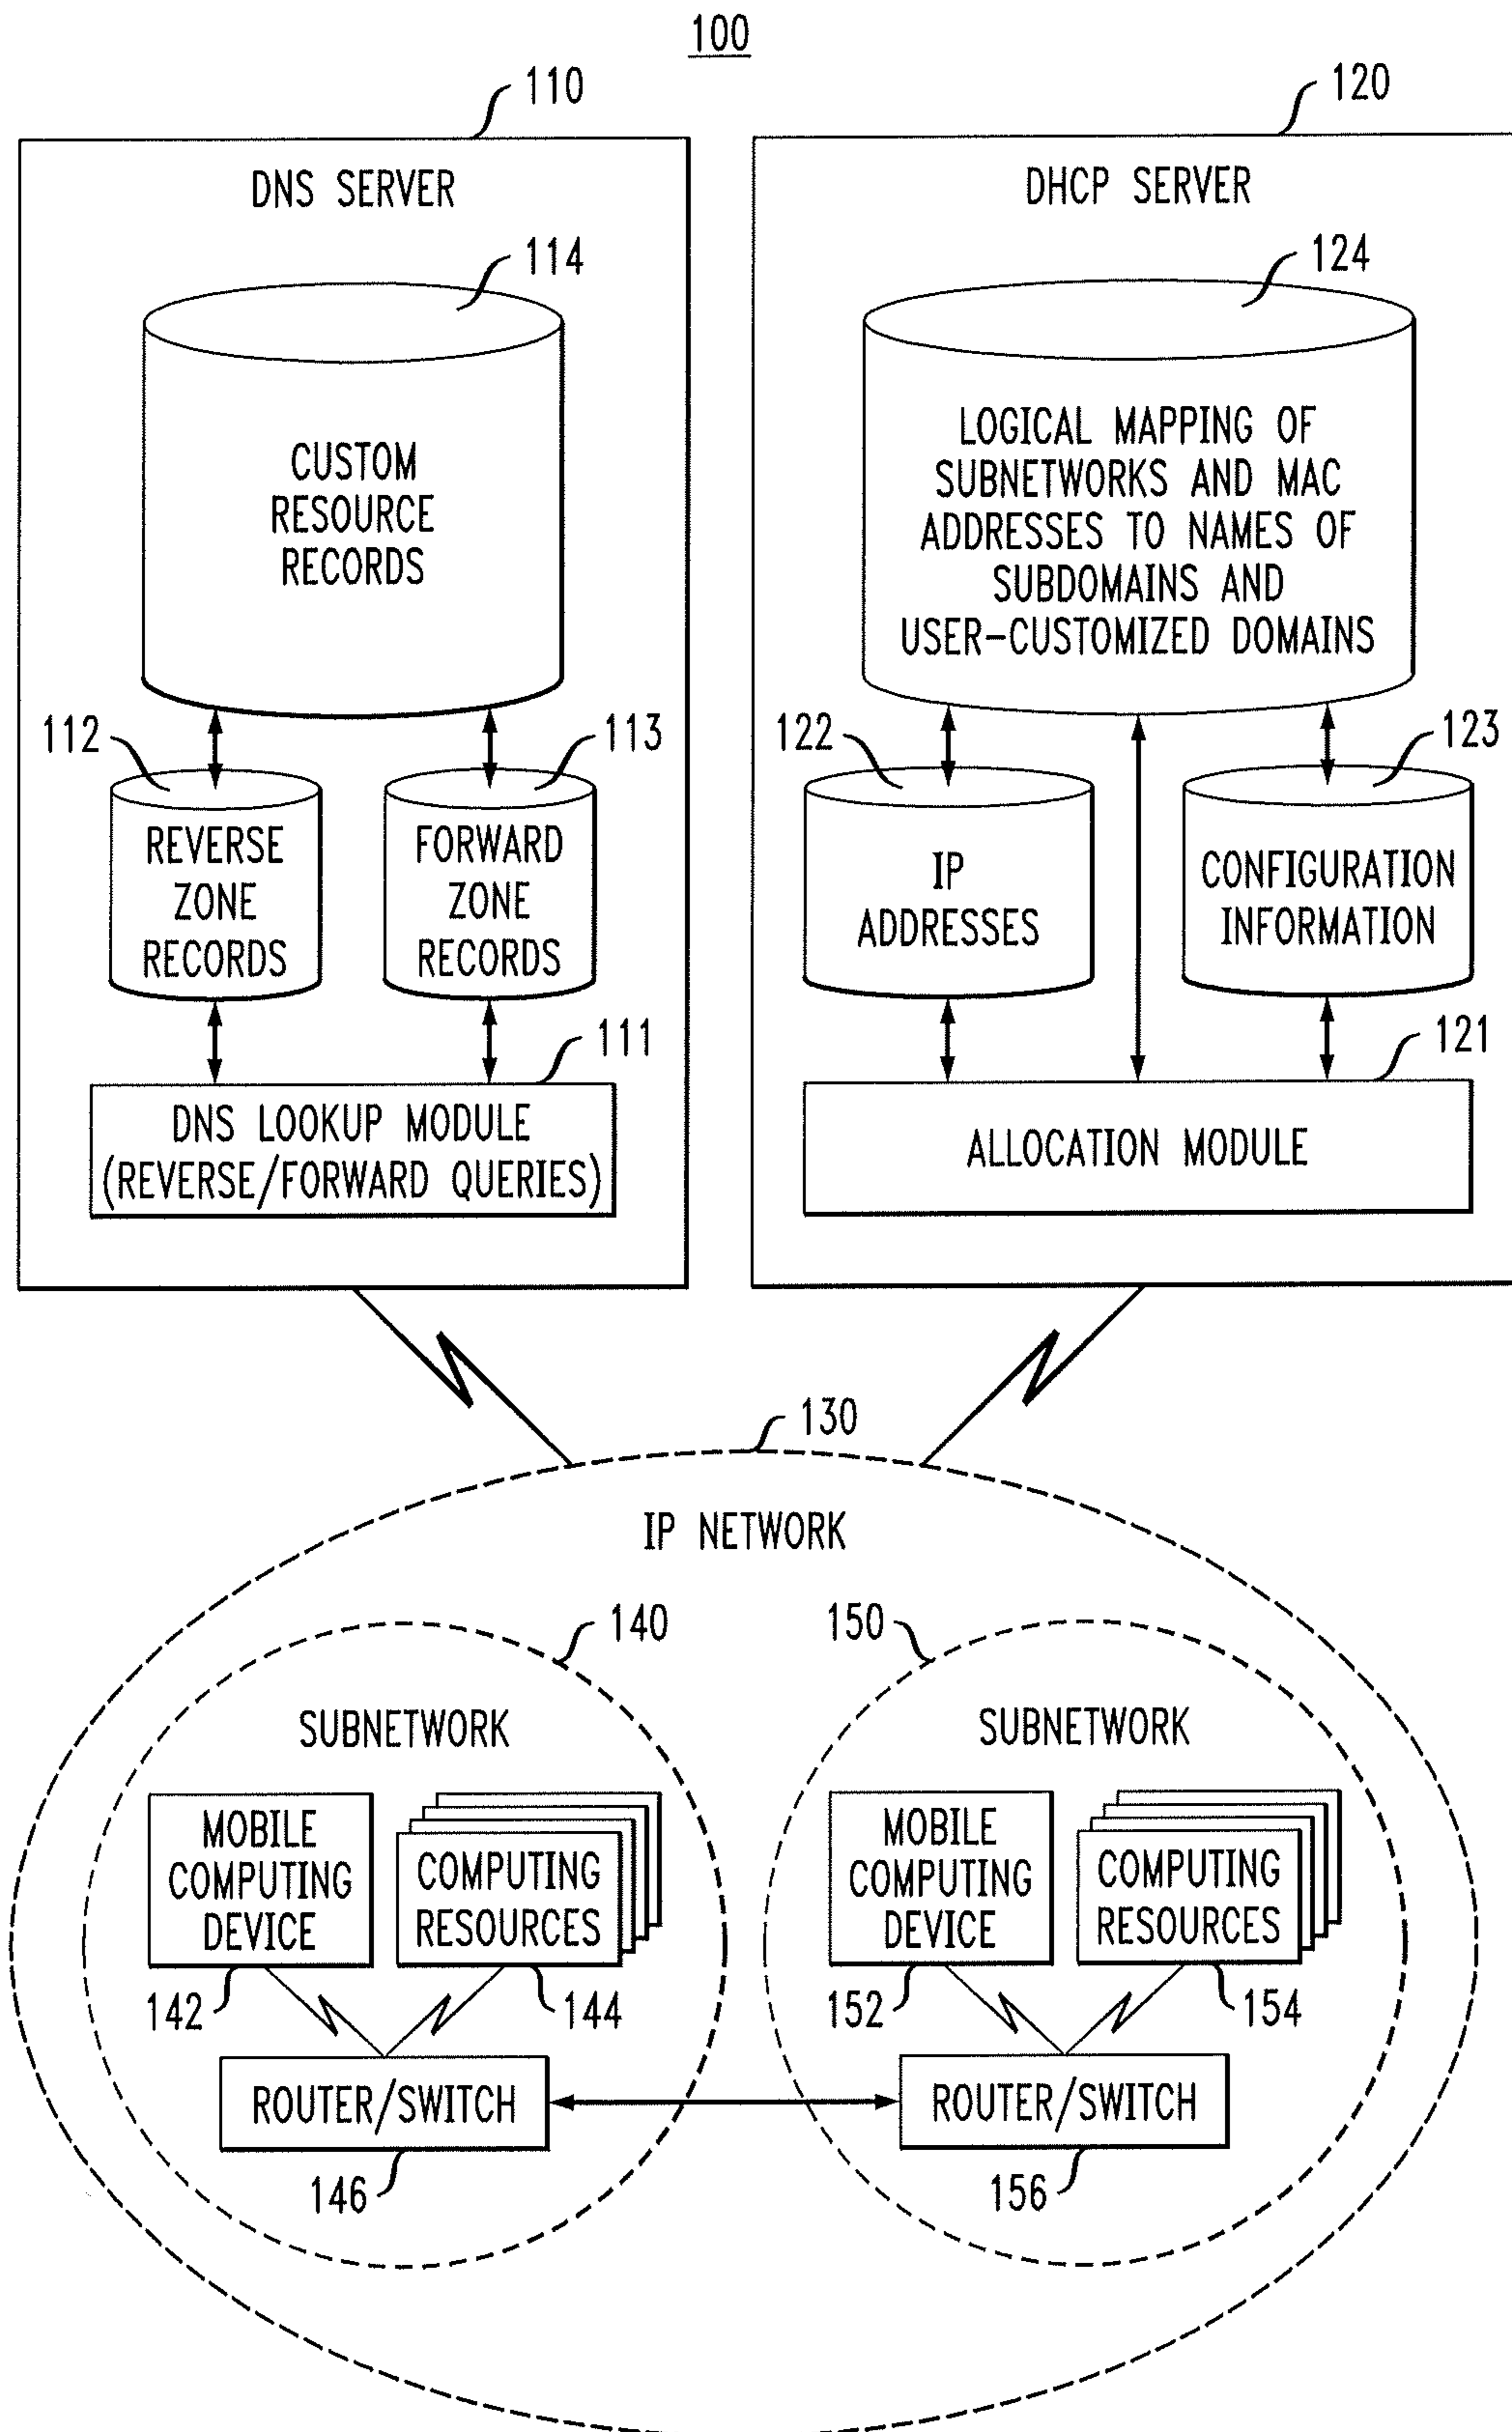 100
110
DNS SERVER
114
CUSTOM
RESOURCE
RECORDS
112
113
REVERSE
ZONE
RECORDS
FORWARD
ZONE
RECORDS
111
DNS LOOKUP MODULE
(REVERSE/FORWARD QUERIES)
120
DHCP SERVER
124
LOGICAL MAPPING OF
SUBNETWORKS AND MAC
ADDRESSES TO NAMES OF
SUBDOMAINS AND
USER-CUSTOMIZED DOMAINS
122
123
IP
ADDRESSES
CONFIGURATION
INFORMATION
121
ALLOCATION MODULE
130
IP NETWORK
140
SUBNETWORK
MOBILE
COMPUTING
DEVICE
COMPUTING
RESOURCES
142
144
ROUTER/SWITCH
146
150
SUBNETWORK
MOBILE
COMPUTING
DEVICE
COMPUTING
RESOURCES
152
154
ROUTER/SWITCH
156